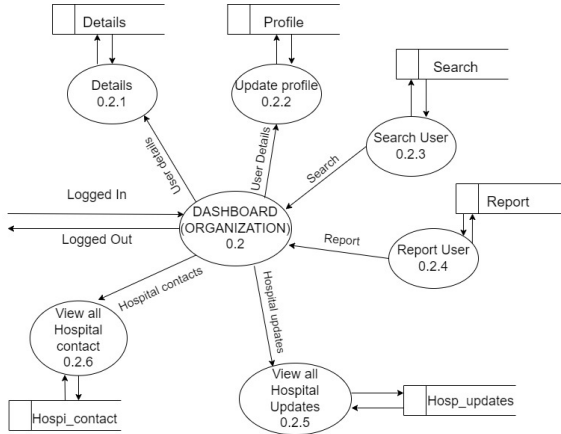 Details
Profile
Search
Details
0.2.1
Update profile
0.2.2
Search User
0.2.3
User details
User Details
Search
Logged In
Report
DASHBOARD
(ORGANIZATION)
0.2
Logged Out
Report
Report User
0.2.4
Hospital contacts
Hospital updates
View all
Hospital
contact
0.2.6
View all
Hospital
Updates
0.2.5
Hospi_contact
Hosp_updates